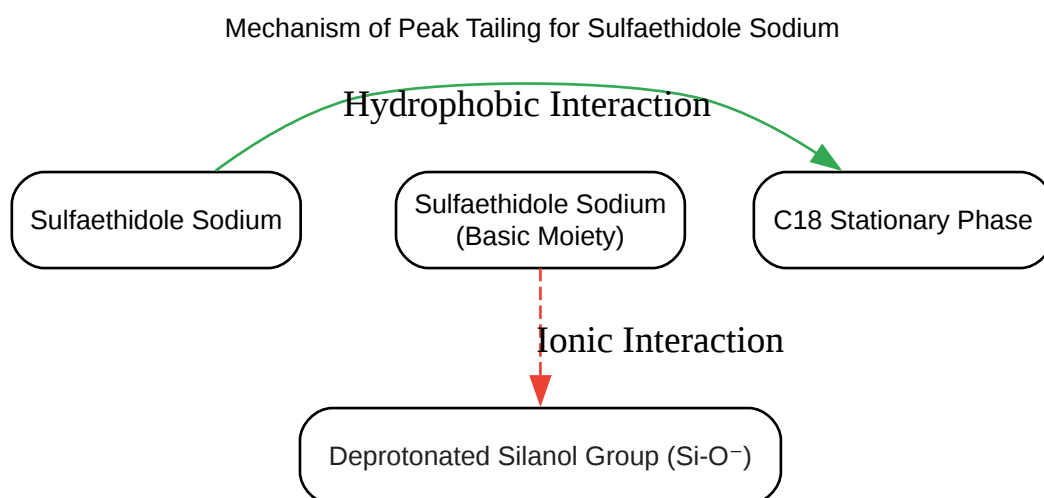 Mechanism of Peak Tailing for Sulfaethidole Sodium
Hydrophobic Interaction
Sulfaethidole Sodium
Sulfaethidole Sodium
(Basic Moiety)
C18 Stationary Phase
Ionic Interaction
Deprotonated Silanol Group (Si-O⁻)